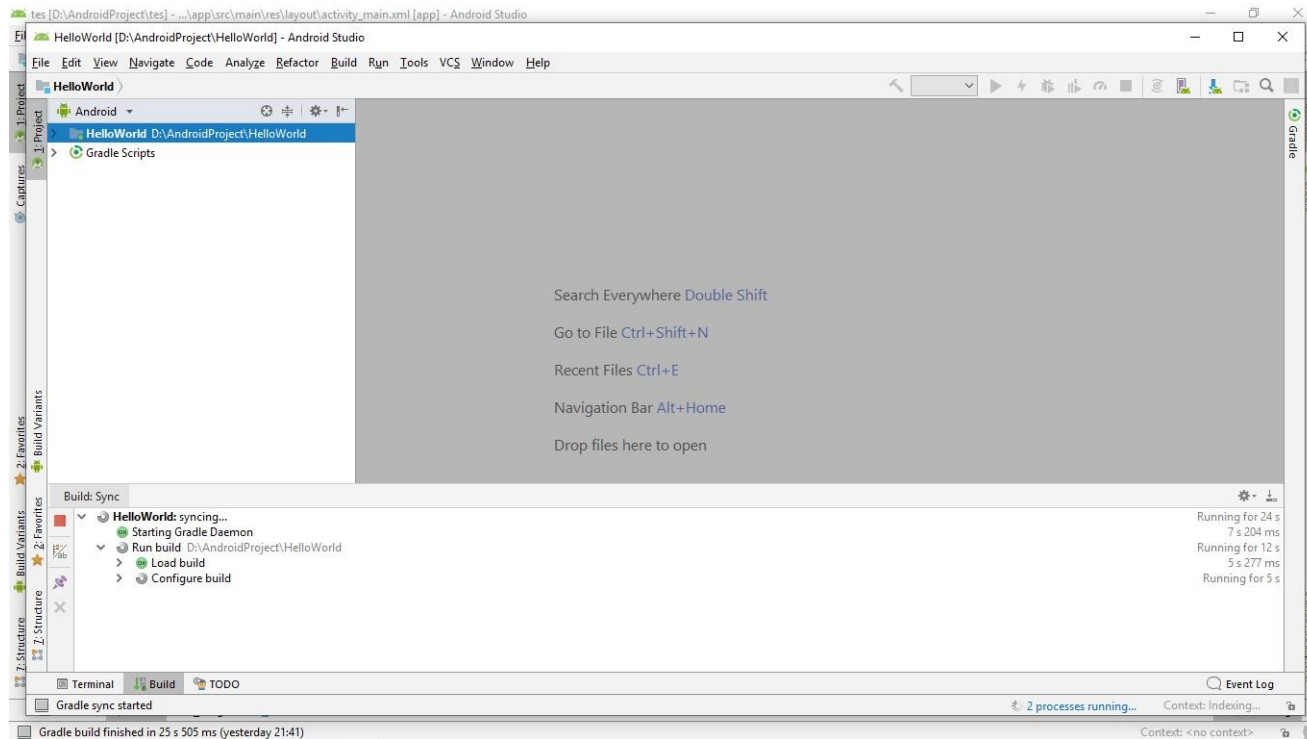 tes [D:\AndroidProject\tes] - ...\app\src\main\res\layout\activity_main.xml [app] - Android Studio
HelloWorld [D:\AndroidProject\HelloWorld] - Android Studio
File Edit View Navigate Code Analyze Refactor Build Run Tools VCS Window Help
HelloWorld
Android
HelloWorld D:\AndroidProject\HelloWorld
Gradle Scripts
1: Project
1: Project
Captures
Gradle
Search Everywhere Double Shift
Go to File Ctrl+Shift+N
Recent Files Ctrl+E
Navigation Bar Alt+Home
Drop files here to open
Build Variants
2: Favorites
2: Favorites
Build Variants
7: Structure
7: Structure
Build: Sync
HelloWorld: syncing... Running for 24 s
Starting Gradle Daemon 7 s 204 ms
Run build D:\AndroidProject\HelloWorld Running for 12 s
Load build 5 s 277 ms
Configure build Running for 5 s
Terminal Build TODO Event Log
Gradle sync started 2 processes running... Context: Indexing...
Gradle build finished in 25 s 505 ms (yesterday 21:41) Context: <no context>